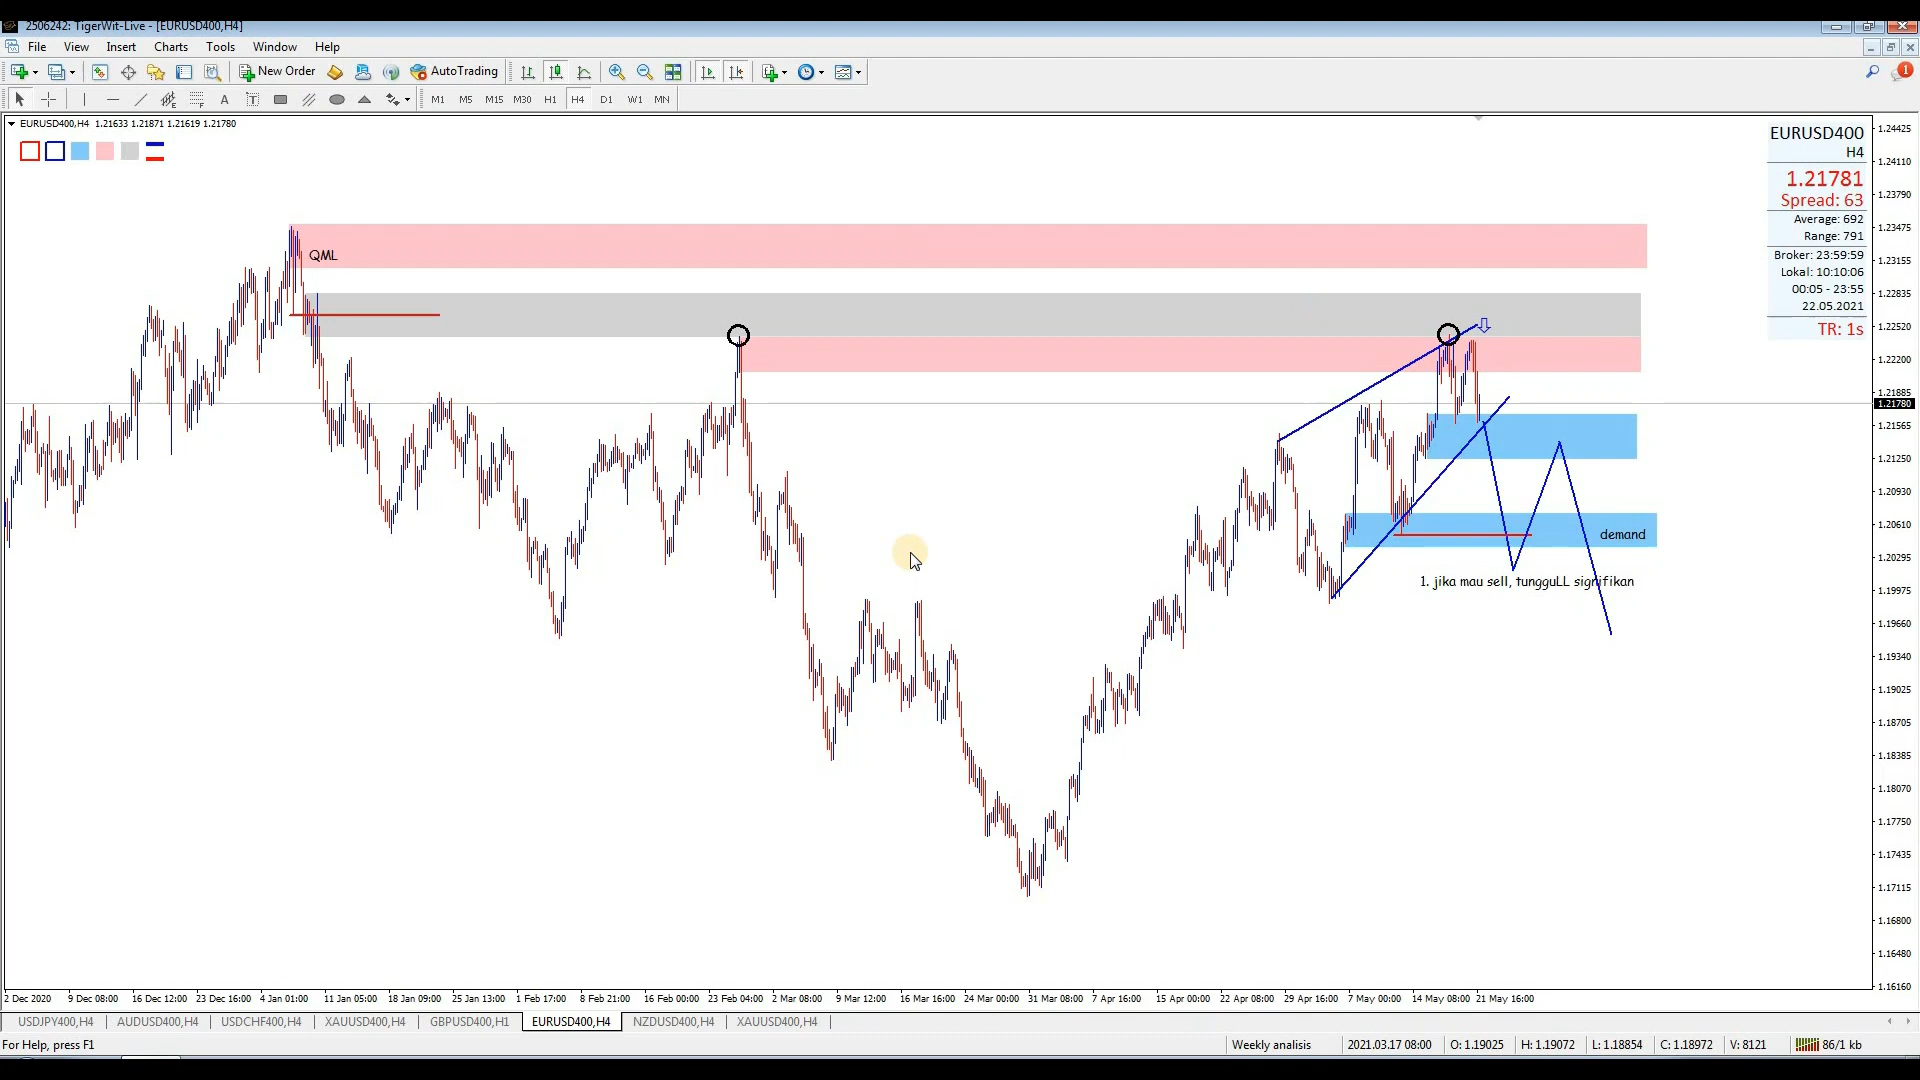 2506242: TigerWit-Live - [EURUSD400,H4]
File View Insert Charts Tools Window Help
New Order AutoTrading
A T M1 M5 M15 M30 H1 H4 D1 W1 MN
EURUSD400,H4 1.21633 1.21871 1.21619 1.21780
EURUSD400
H4
1.21781
Spread: 63
Average: 692
Range: 791
Broker: 23:59:59
Lokal: 10:10:06
00:05 - 23:55
22.05.2021
TR: 1s
QML
demand
1. jika mau sell, tungguLL signifikan
1.24425
1.24110
1.23790
1.23475
1.23155
1.22835
1.22520
1.22200
1.21885
1.21780
1.21565
1.21250
1.20930
1.20610
1.20295
1.19975
1.19660
1.19340
1.19025
1.18705
1.18385
1.18070
1.17750
1.17435
1.17115
1.16800
1.16480
1.16160
2 Dec 2020 9 Dec 08:00 16 Dec 12:00 23 Dec 16:00 4 Jan 01:00 11 Jan 05:00 18 Jan 09:00 25 Jan 13:00 1 Feb 17:00 8 Feb 21:00 16 Feb 00:00 23 Feb 04:00 2 Mar 08:00 9 Mar 12:00 16 Mar 16:00 24 Mar 00:00 31 Mar 08:00 7 Apr 16:00 15 Apr 00:00 22 Apr 08:00 29 Apr 16:00 7 May 00:00 14 May 08:00 21 May 16:00
USDJPY400,H4 AUDUSD400,H4 USDCHF400,H4 XAUUSD400,H4 GBPUSD400,H1 EURUSD400,H4 NZDUSD400,H4 XAUUSD400,H4
For Help, press F1 Weekly analisis 2021.03.17 08:00 O: 1.19025 H: 1.19072 L: 1.18854 C: 1.18972 V: 8121 86/1 kb